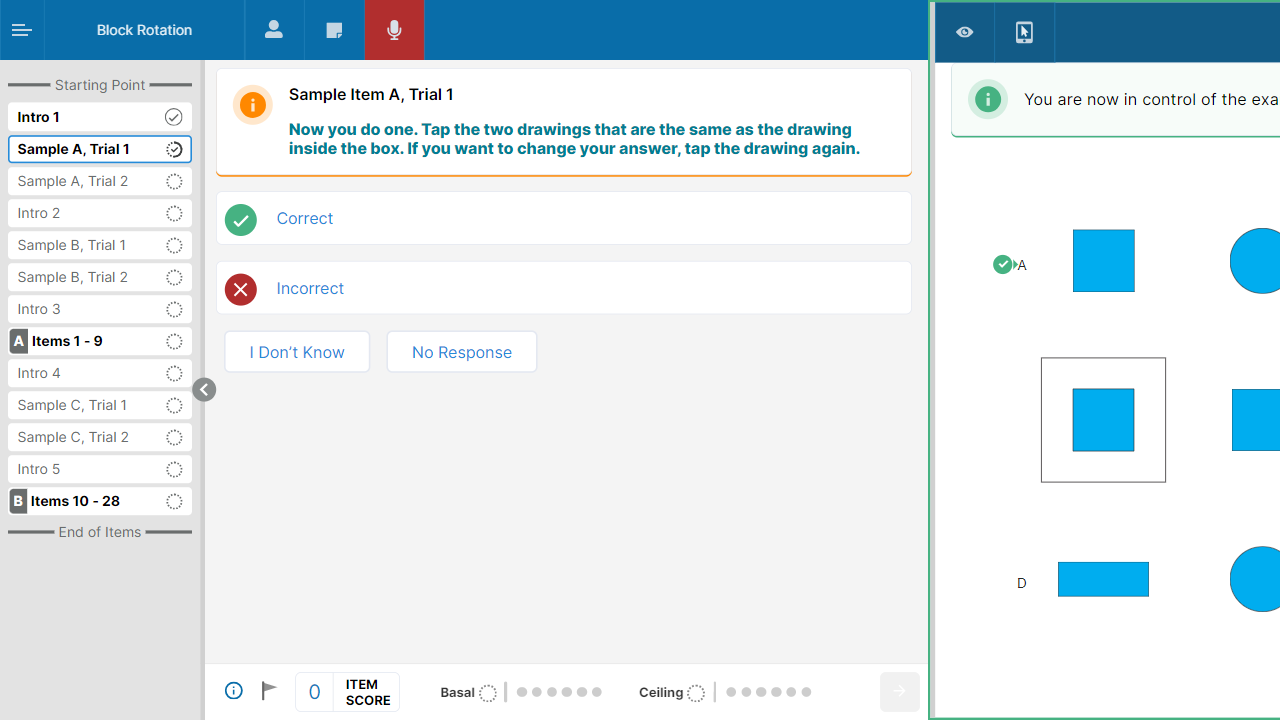 Block Rotation
Starting Point
Intro 1
Sample A, Trial 1
Sample A, Trial 2
Intro 2
Sample B, Trial 1
Sample B, Trial 2
Intro 3
A Items 1 - 9
Intro 4
Sample C, Trial 1
Sample C, Trial 2
Intro 5
B Items 10 - 28
End of Items
Sample Item A, Trial 1
Now you do one. Tap the two drawings that are the same as the drawing
inside the box. If you want to change your answer, tap the drawing again.
Correct
Incorrect
I Don’t Know
No Response
0
ITEM
SCORE
Basal
Ceiling
You are now in control of the exa
A
D